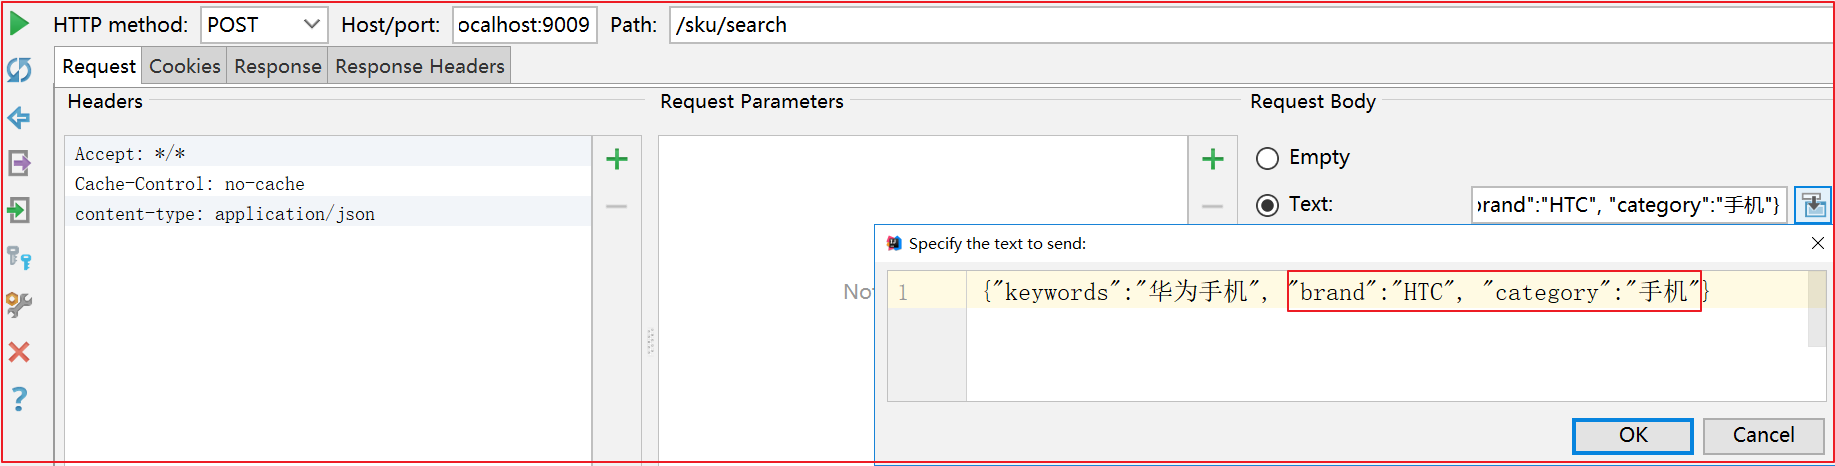 HTTP method: POST Host/port: ocalhost:9009 Path: /sku/search
Request Cookies Response Response Headers
Headers Request Parameters Request Body
Accept: */*
Cache-Control: no-cache
content-type: application/json
Empty
Text: rand":"HTC", "category":"手机"}
Specify the text to send:
Not
1 {"keywords":"华为手机", "brand":"HTC", "category":"手机"}
OK Cancel